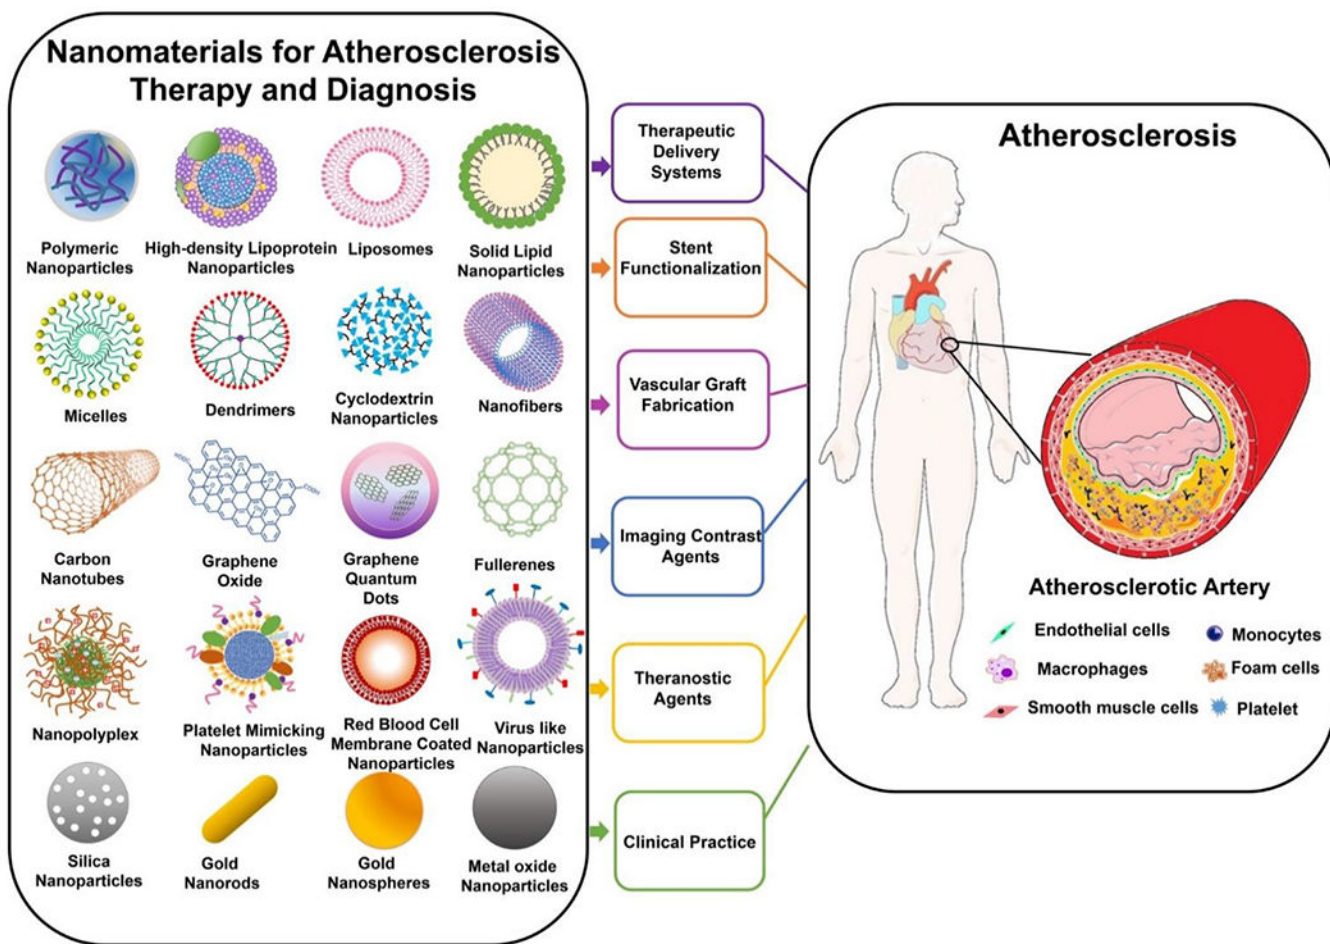 Nanomaterials for Atherosclerosis
Therapy and Diagnosis
Polymeric
Nanoparticles
High-density Lipoprotein
Nanoparticles
Liposomes
Solid Lipid
Nanoparticles
Micelles
Dendrimers
Cyclodextrin
Nanoparticles
Nanofibers
HOOC
COOH
Carbon
Nanotubes
Graphene
Oxide
Graphene
Quantum
Dots
Fullerenes
Nanopolyplex
Platelet Mimicking
Nanoparticles
Red Blood Cell
Membrane Coated
Nanoparticles
Virus like
Nanoparticles
Silica
Nanoparticles
Gold
Nanorods
Gold
Nanospheres
Metal oxide
Nanoparticles
Therapeutic
Delivery
Systems
Stent
Functionalization
Vascular Graft
Fabrication
Imaging Contrast
Agents
Theranostic
Agents
Clinical Practice
Atherosclerosis
Atherosclerotic Artery
Endothelial cells
Monocytes
Macrophages
Foam cells
Smooth muscle cells
Platelet